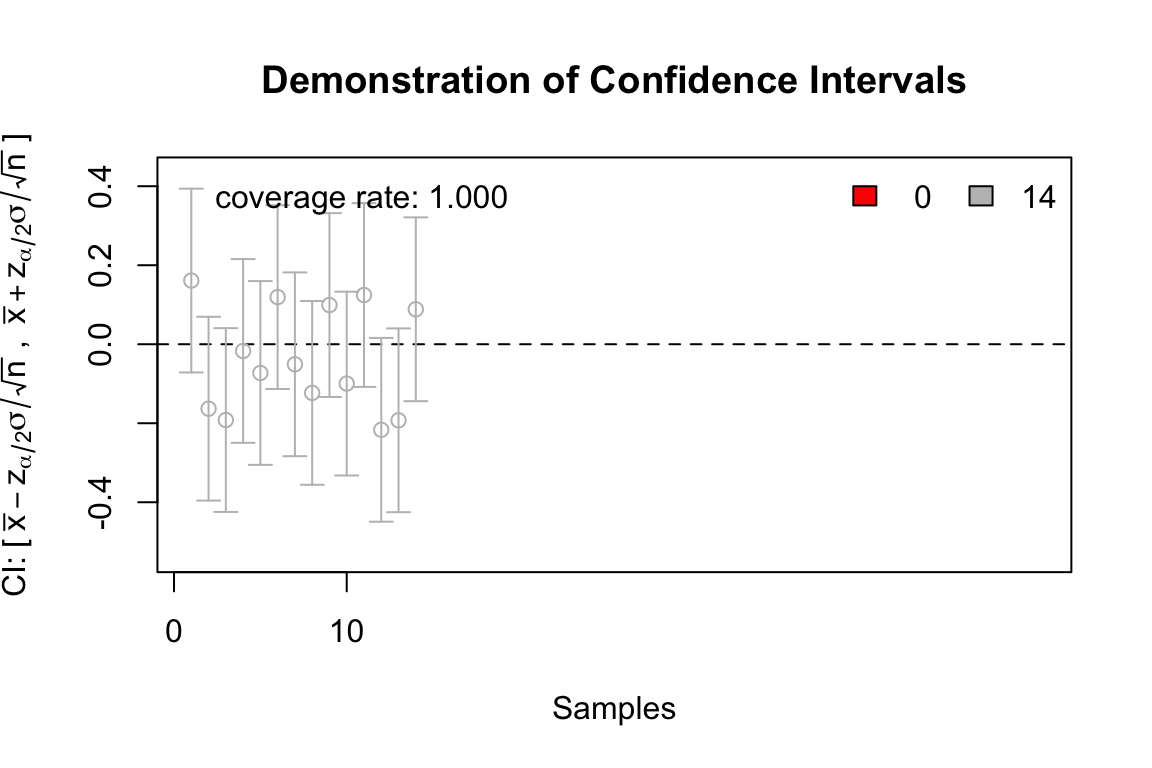 Demonstration of Confidence Intervals
CI: [ x̅ − z_{α/2}σ/√n , x̅ + z_{α/2}σ/√n ]
coverage rate: 1.000
0
14
0.4
0.2
0.0
-0.4
0
10
Samples